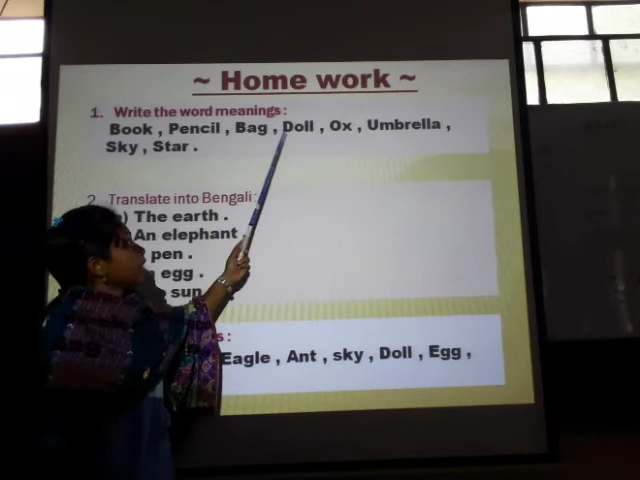 ~ Home work ~
1. Write the word meanings :
Book , Pencil , Bag , Doll , Ox , Umbrella ,
Sky , Star .
2. Translate into Bengali :
) The earth .
An elephant .
pen .
egg .
sun
s :
Eagle , Ant , sky , Doll , Egg ,